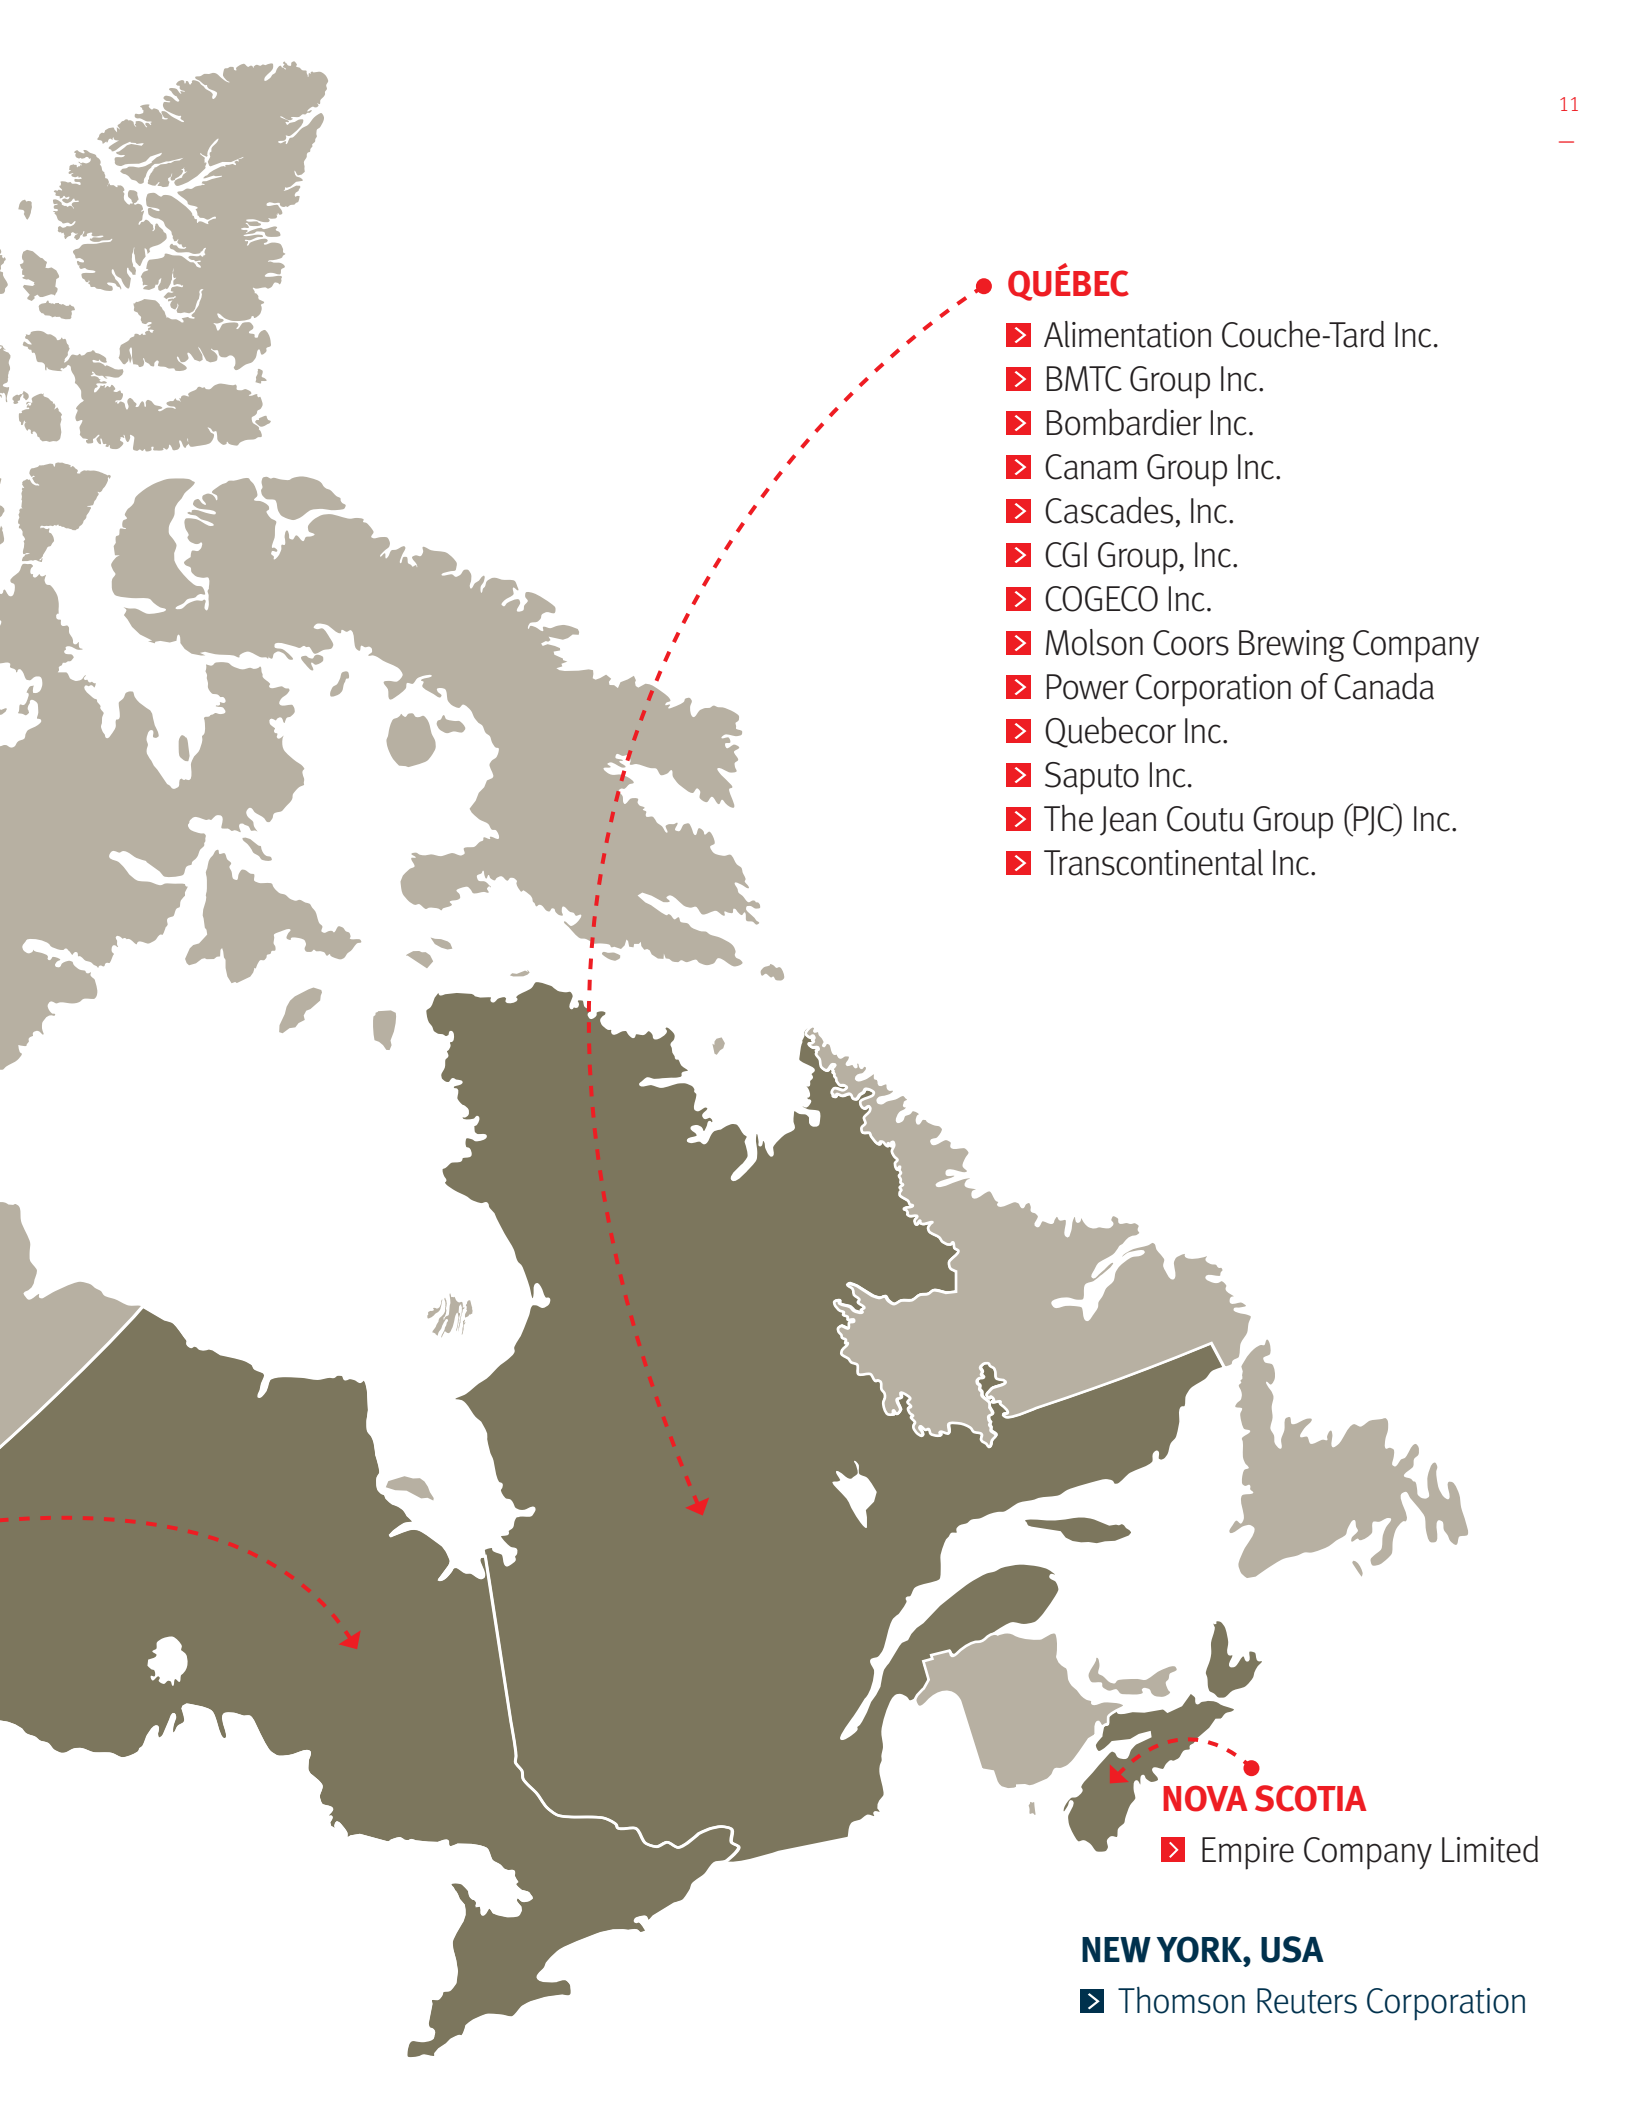 11
QUÉBEC
Alimentation Couche-Tard Inc.
BMTC Group Inc.
Bombardier Inc.
Canam Group Inc.
Cascades, Inc.
CGI Group, Inc.
COGECO Inc.
Molson Coors Brewing Company
Power Corporation of Canada
Quebecor Inc.
Saputo Inc.
The Jean Coutu Group (PJC) Inc.
Transcontinental Inc.
NOVA SCOTIA
Empire Company Limited
NEW YORK, USA
Thomson Reuters Corporation